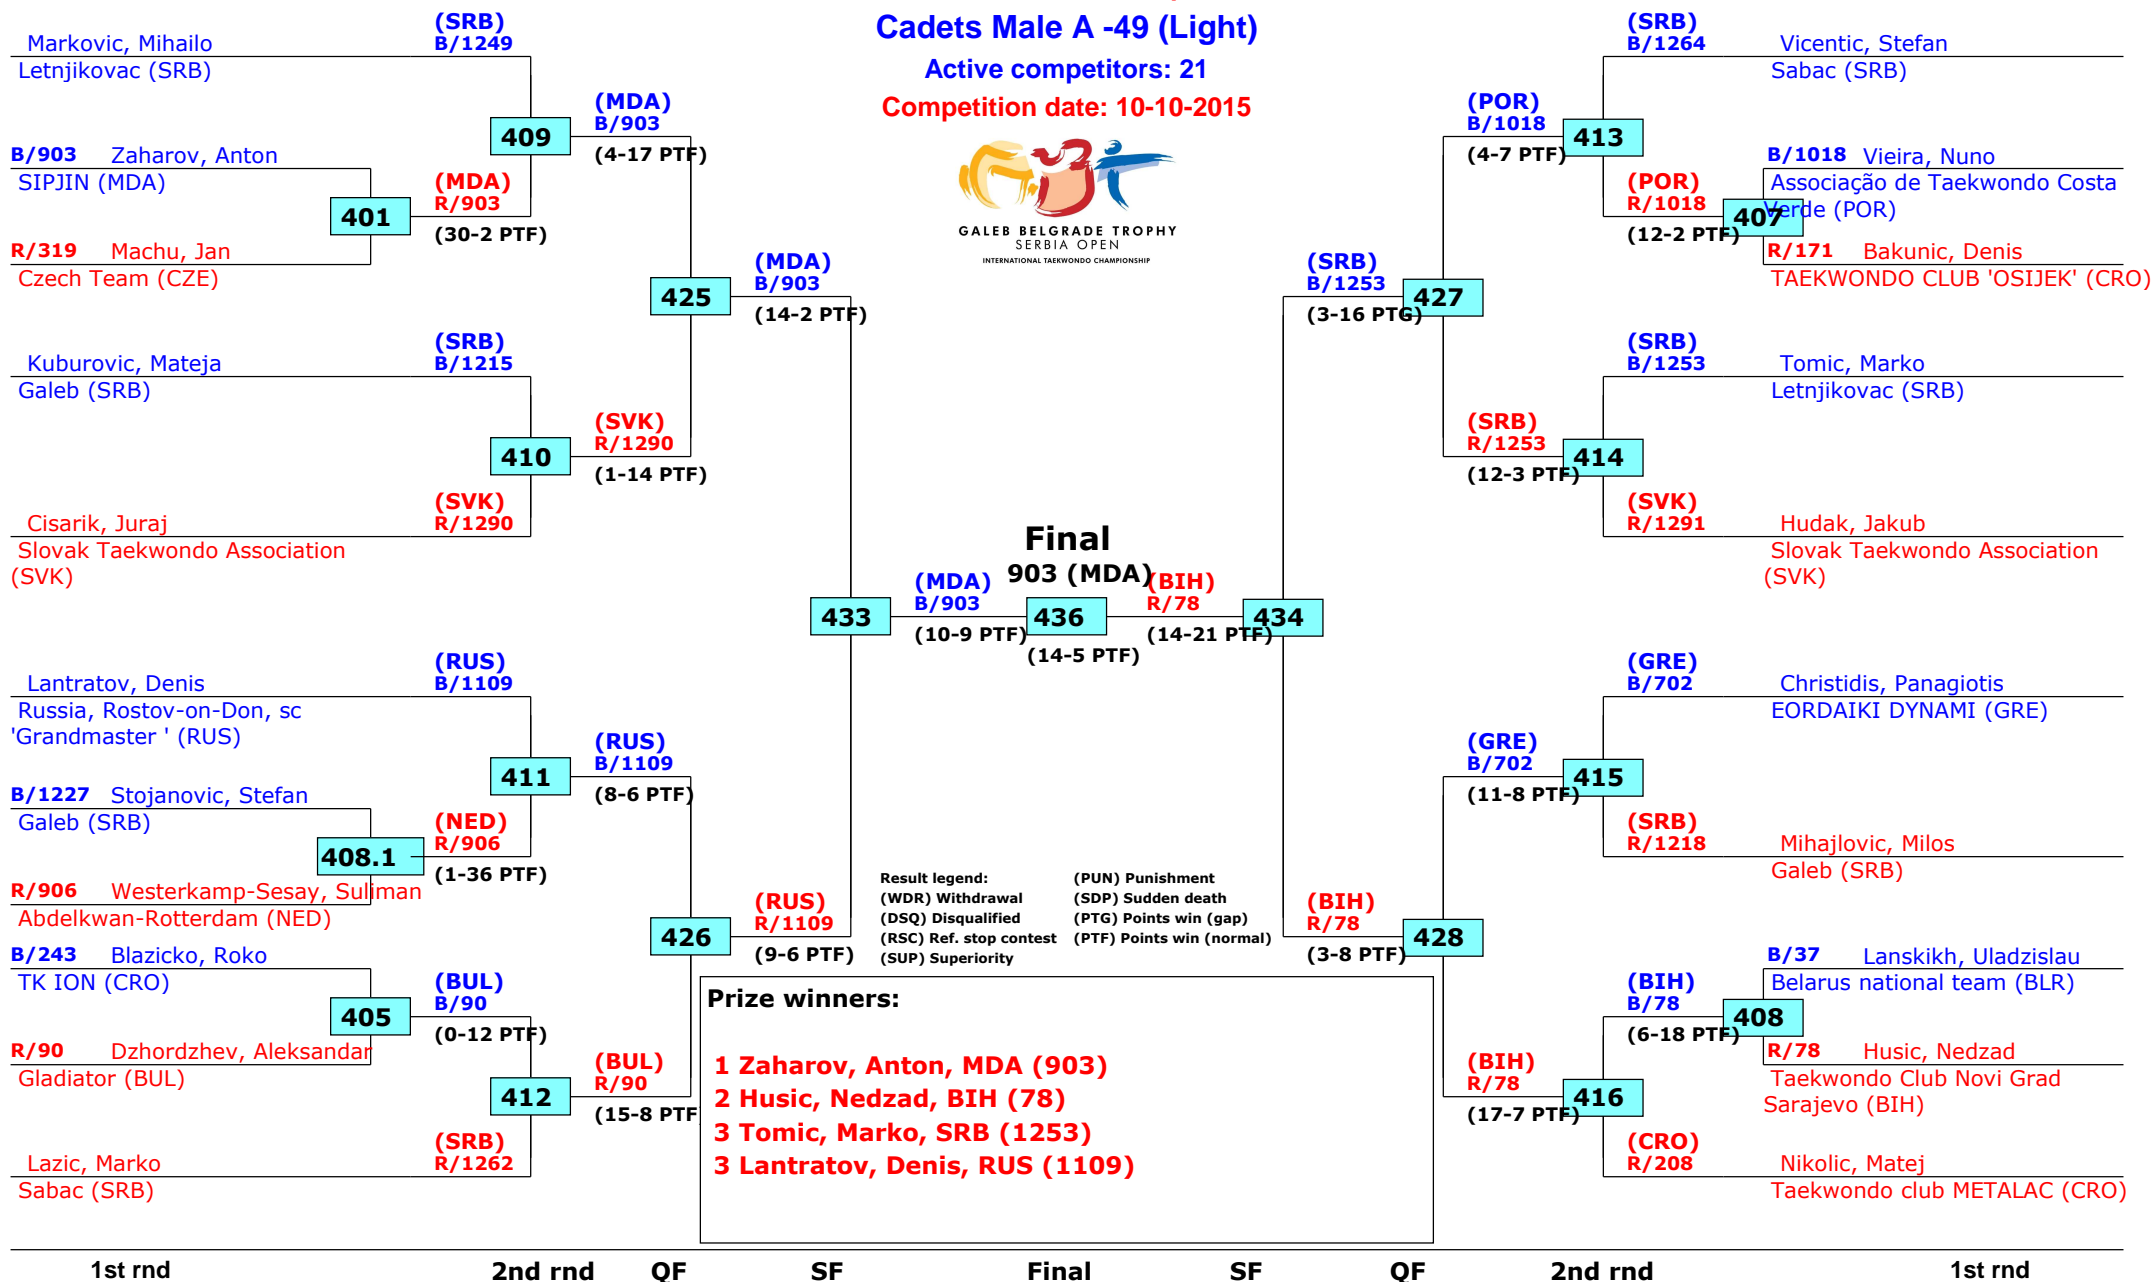 Cadets Male A -49 (Light)
Active competitors: 21
Competition date: 10-10-2015
GALEB BELGRADE TROPHY
SERBIA OPEN
INTERNATIONAL TAEKWONDO CHAMPIONSHIP
Markovic, Mihailo
Letnjikovac (SRB)
(SRB)
B/1249
409
B/903 Zaharov, Anton
SIPJIN (MDA)
401
R/319 Machu, Jan
Czech Team (CZE)
(MDA)
R/903
(30-2 PTF)
(MDA)
B/903
(4-17 PTF)
425
Kuburovic, Mateja
Galeb (SRB)
(SRB)
B/1215
410
Cisarik, Juraj
Slovak Taekwondo Association
(SVK)
(SVK)
R/1290
(SVK)
R/1290
(1-14 PTF)
(MDA)
B/903
(14-2 PTF)
433
Lantratov, Denis
Russia, Rostov-on-Don, sc
'Grandmaster ' (RUS)
(RUS)
B/1109
411
B/1227 Stojanovic, Stefan
Galeb (SRB)
408.1
R/906 Westerkamp-Sesay, Suliman
Abdelkwan-Rotterdam (NED)
(NED)
R/906
(1-36 PTF)
(RUS)
B/1109
(8-6 PTF)
426
B/243 Blazicko, Roko
TK ION (CRO)
405
R/90 Dzhordzhev, Aleksandar
Gladiator (BUL)
(BUL)
B/90
(0-12 PTF)
412
Lazic, Marko
Sabac (SRB)
(SRB)
R/1262
(BUL)
R/90
(15-8 PTF)
(RUS)
R/1109
(9-6 PTF)
(MDA)
B/903
(10-9 PTF)
Final
903 (MDA)
436
(14-5 PTF)
(BIH)
R/78
(14-21 PTF)
434
(SRB)
B/1253
(3-16 PTG)
427
(POR)
B/1018
(4-7 PTF)
413
(SRB)
B/1264
Vicentic, Stefan
Sabac (SRB)
(POR)
R/1018
(12-2 PTF)
407
B/1018 Vieira, Nuno
Associação de Taekwondo Costa
Verde (POR)
R/171 Bakunic, Denis
TAEKWONDO CLUB 'OSIJEK' (CRO)
(SRB)
R/1253
(12-3 PTF)
414
(SRB)
B/1253
Tomic, Marko
Letnjikovac (SRB)
(SVK)
R/1291
Hudak, Jakub
Slovak Taekwondo Association
(SVK)
(BIH)
R/78
(3-8 PTF)
428
(GRE)
B/702
(11-8 PTF)
415
(GRE)
B/702
Christidis, Panagiotis
EORDAIKI DYNAMI (GRE)
(SRB)
R/1218
Mihajlovic, Milos
Galeb (SRB)
(BIH)
R/78
(17-7 PTF)
416
(BIH)
B/78
(6-18 PTF)
408
B/37 Lanskikh, Uladzislau
Belarus national team (BLR)
R/78 Husic, Nedzad
Taekwondo Club Novi Grad
Sarajevo (BIH)
(CRO)
R/208
Nikolic, Matej
Taekwondo club METALAC (CRO)
Result legend:
(WDR) Withdrawal
(DSQ) Disqualified
(RSC) Ref. stop contest
(SUP) Superiority
(PUN) Punishment
(SDP) Sudden death
(PTG) Points win (gap)
(PTF) Points win (normal)
Prize winners:
1 Zaharov, Anton, MDA (903)
2 Husic, Nedzad, BIH (78)
3 Tomic, Marko, SRB (1253)
3 Lantratov, Denis, RUS (1109)
1st rnd 2nd rnd QF SF Final SF QF 2nd rnd 1st rnd